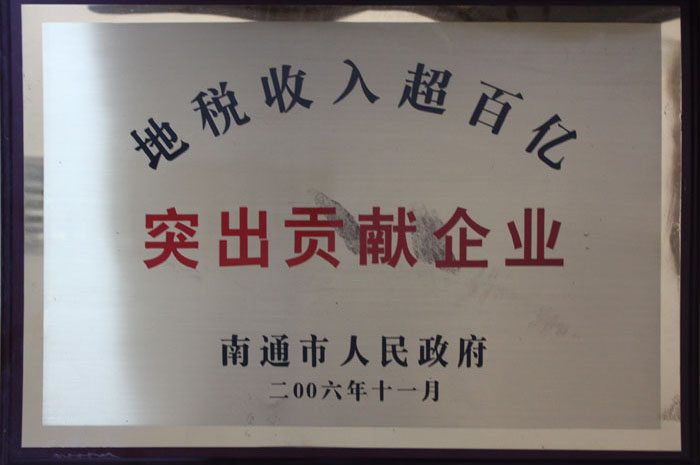 地税收入超百亿
突出贡献企业
南通市人民政府
二00六年十一月